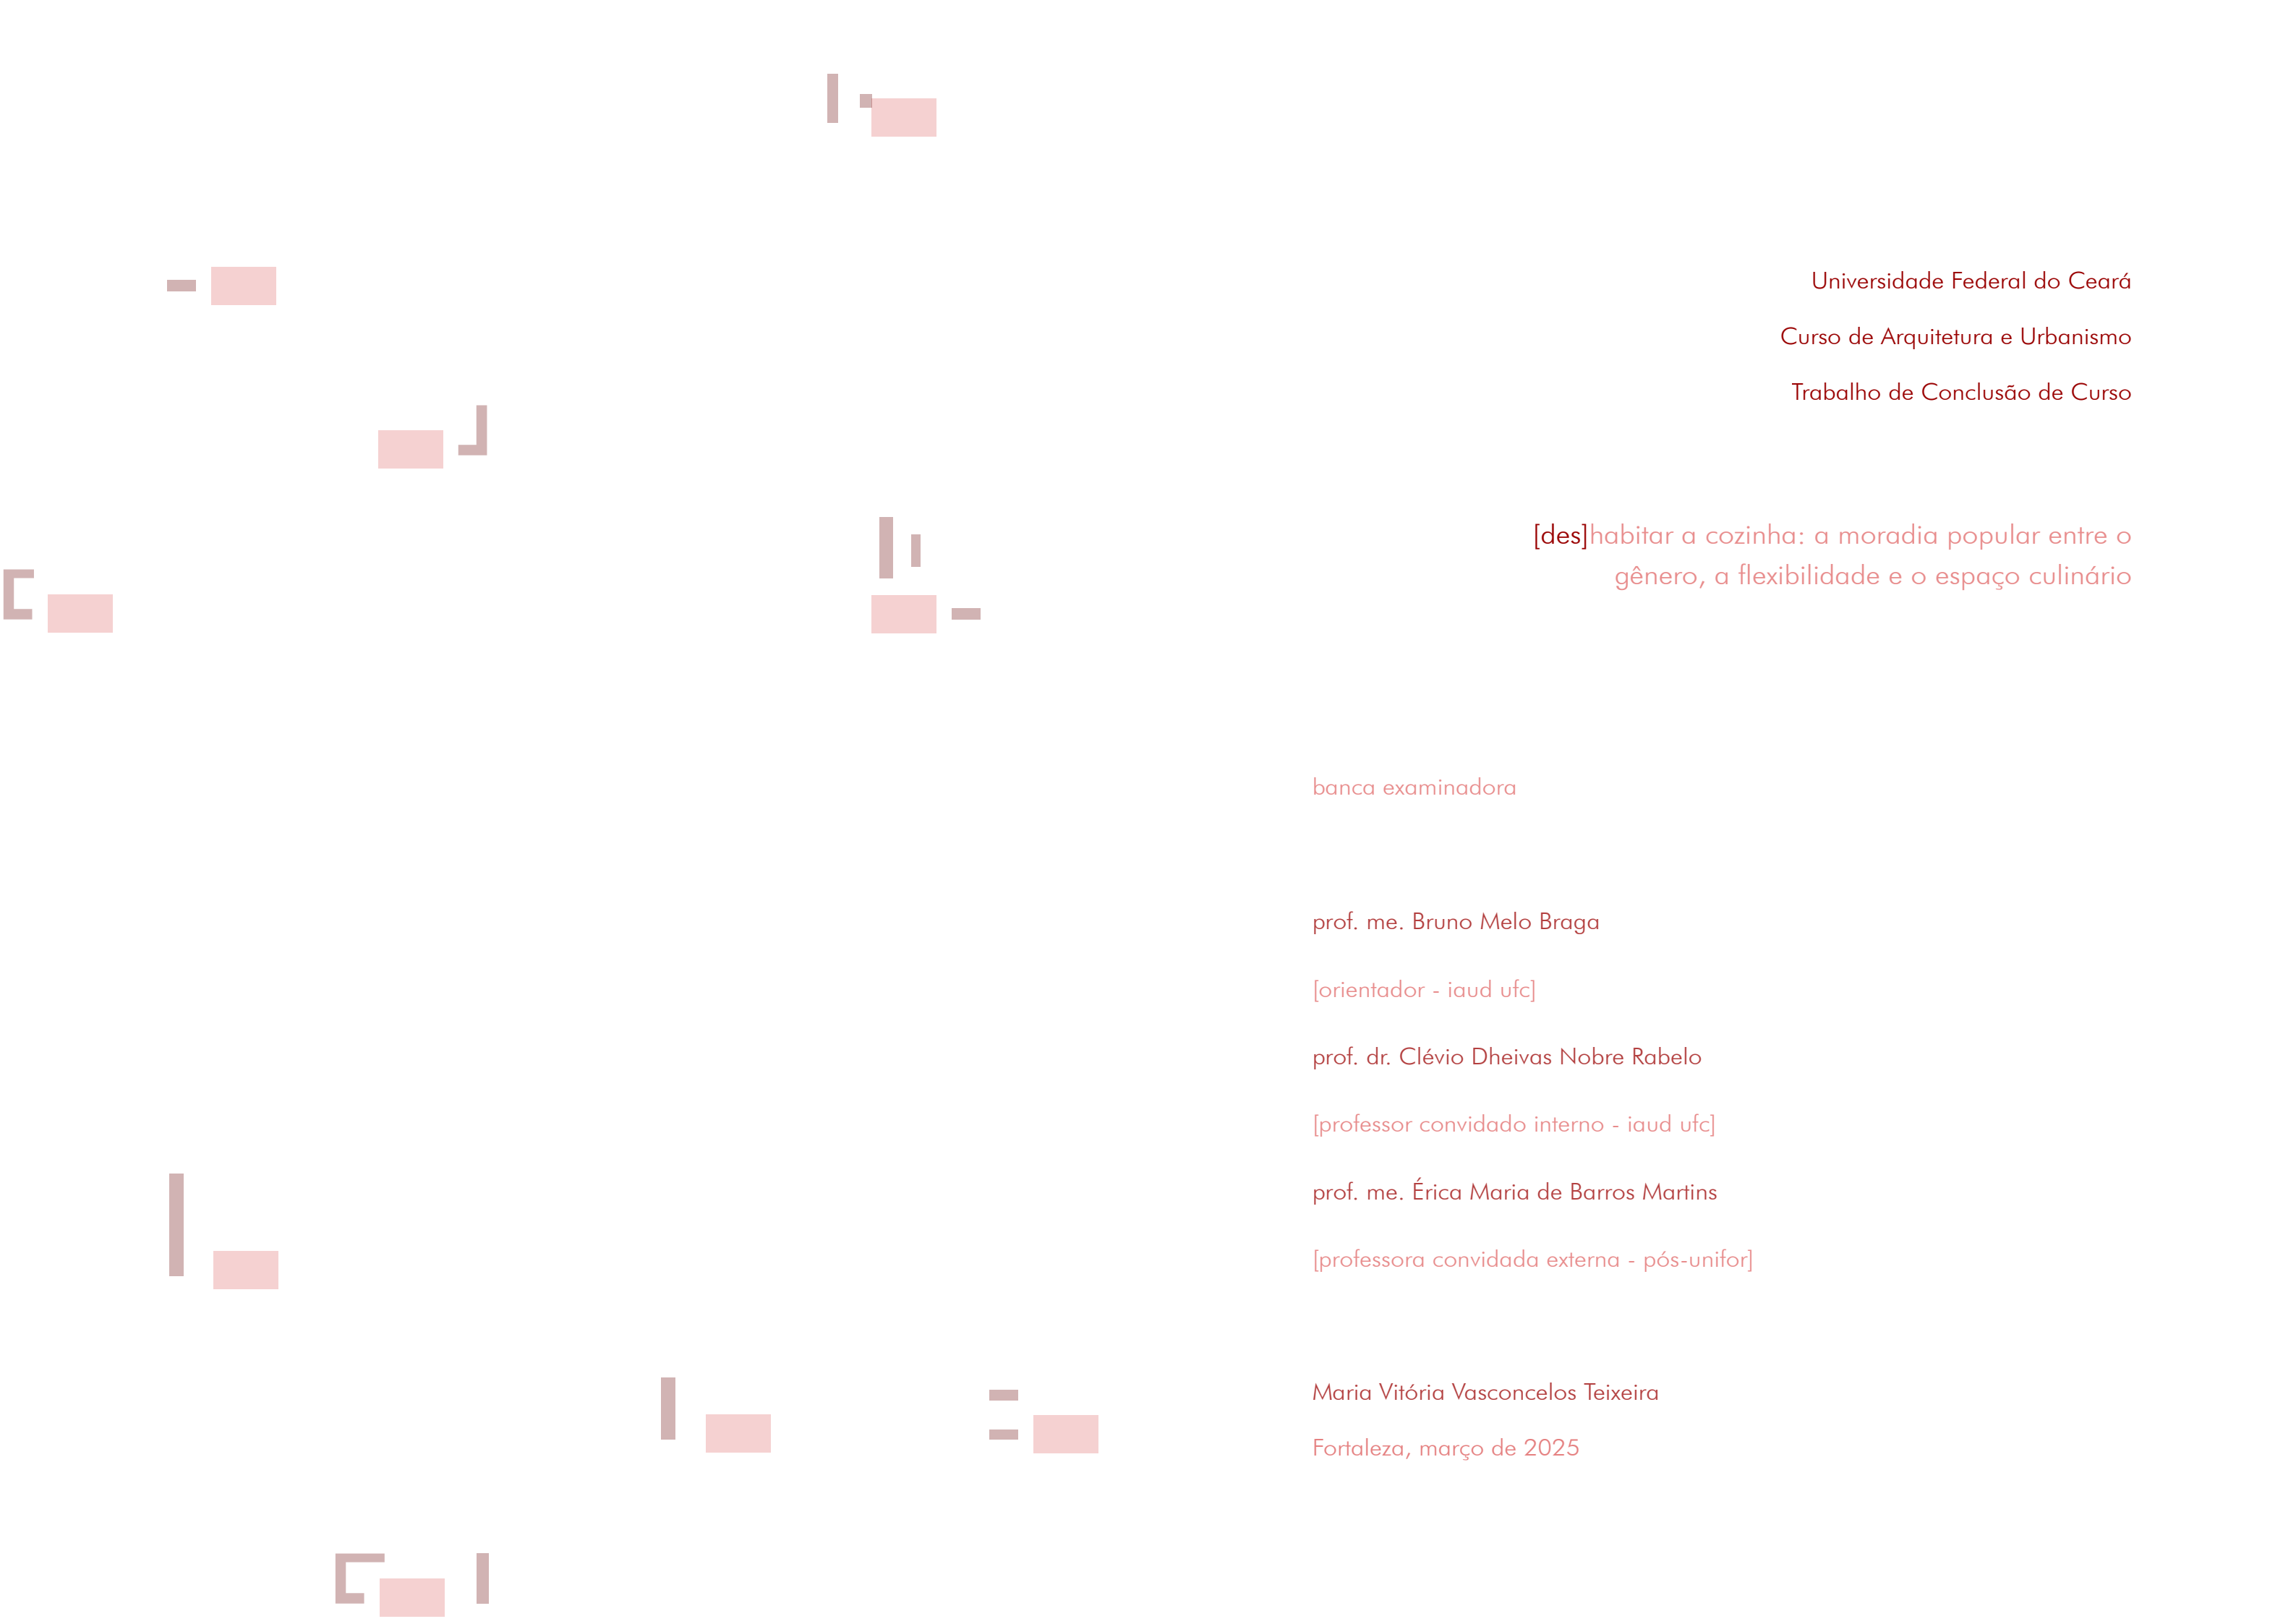 Universidade Federal do Ceará
Curso de Arquitetura e Urbanismo
Trabalho de Conclusão de Curso
[des]habitar a cozinha: a moradia popular entre o
gênero, a flexibilidade e o espaço culinário
banca examinadora
prof. me. Bruno Melo Braga
[orientador - iaud ufc]
prof. dr. Clévio Dheivas Nobre Rabelo
[professor convidado interno - iaud ufc]
prof. me. Érica Maria de Barros Martins
[professora convidada externa - pós-unifor]
Maria Vitória Vasconcelos Teixeira
Fortaleza, março de 2025